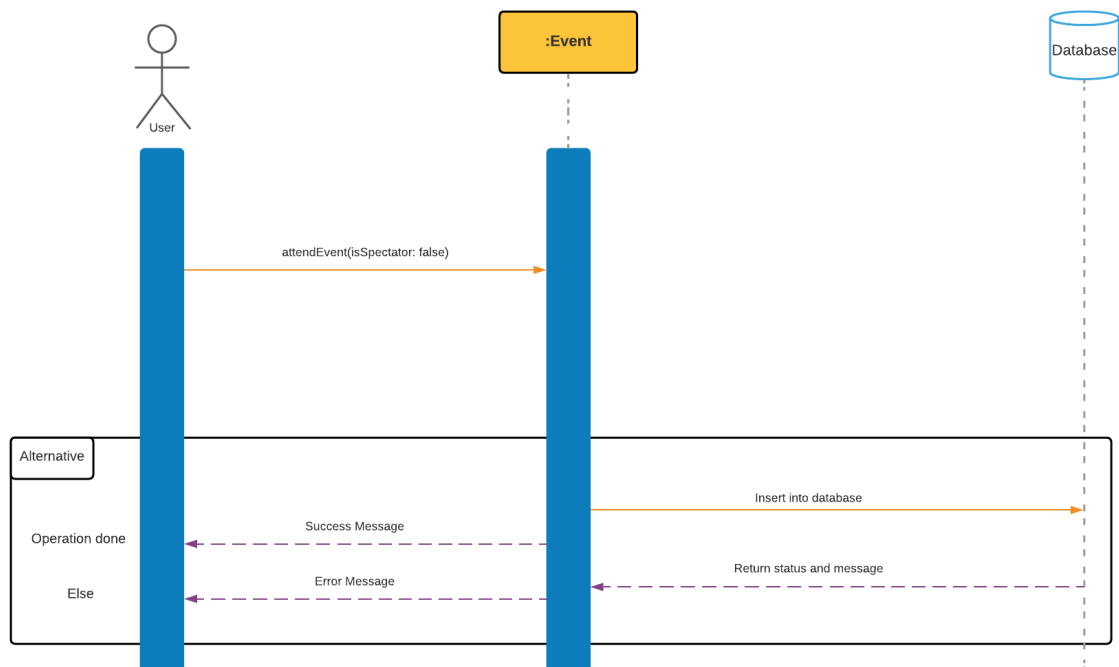 :Event
Database
User
attendEvent(isSpectator: false)
Alternative
Insert into database
Success Message
Operation done
Return status and message
Error Message
Else